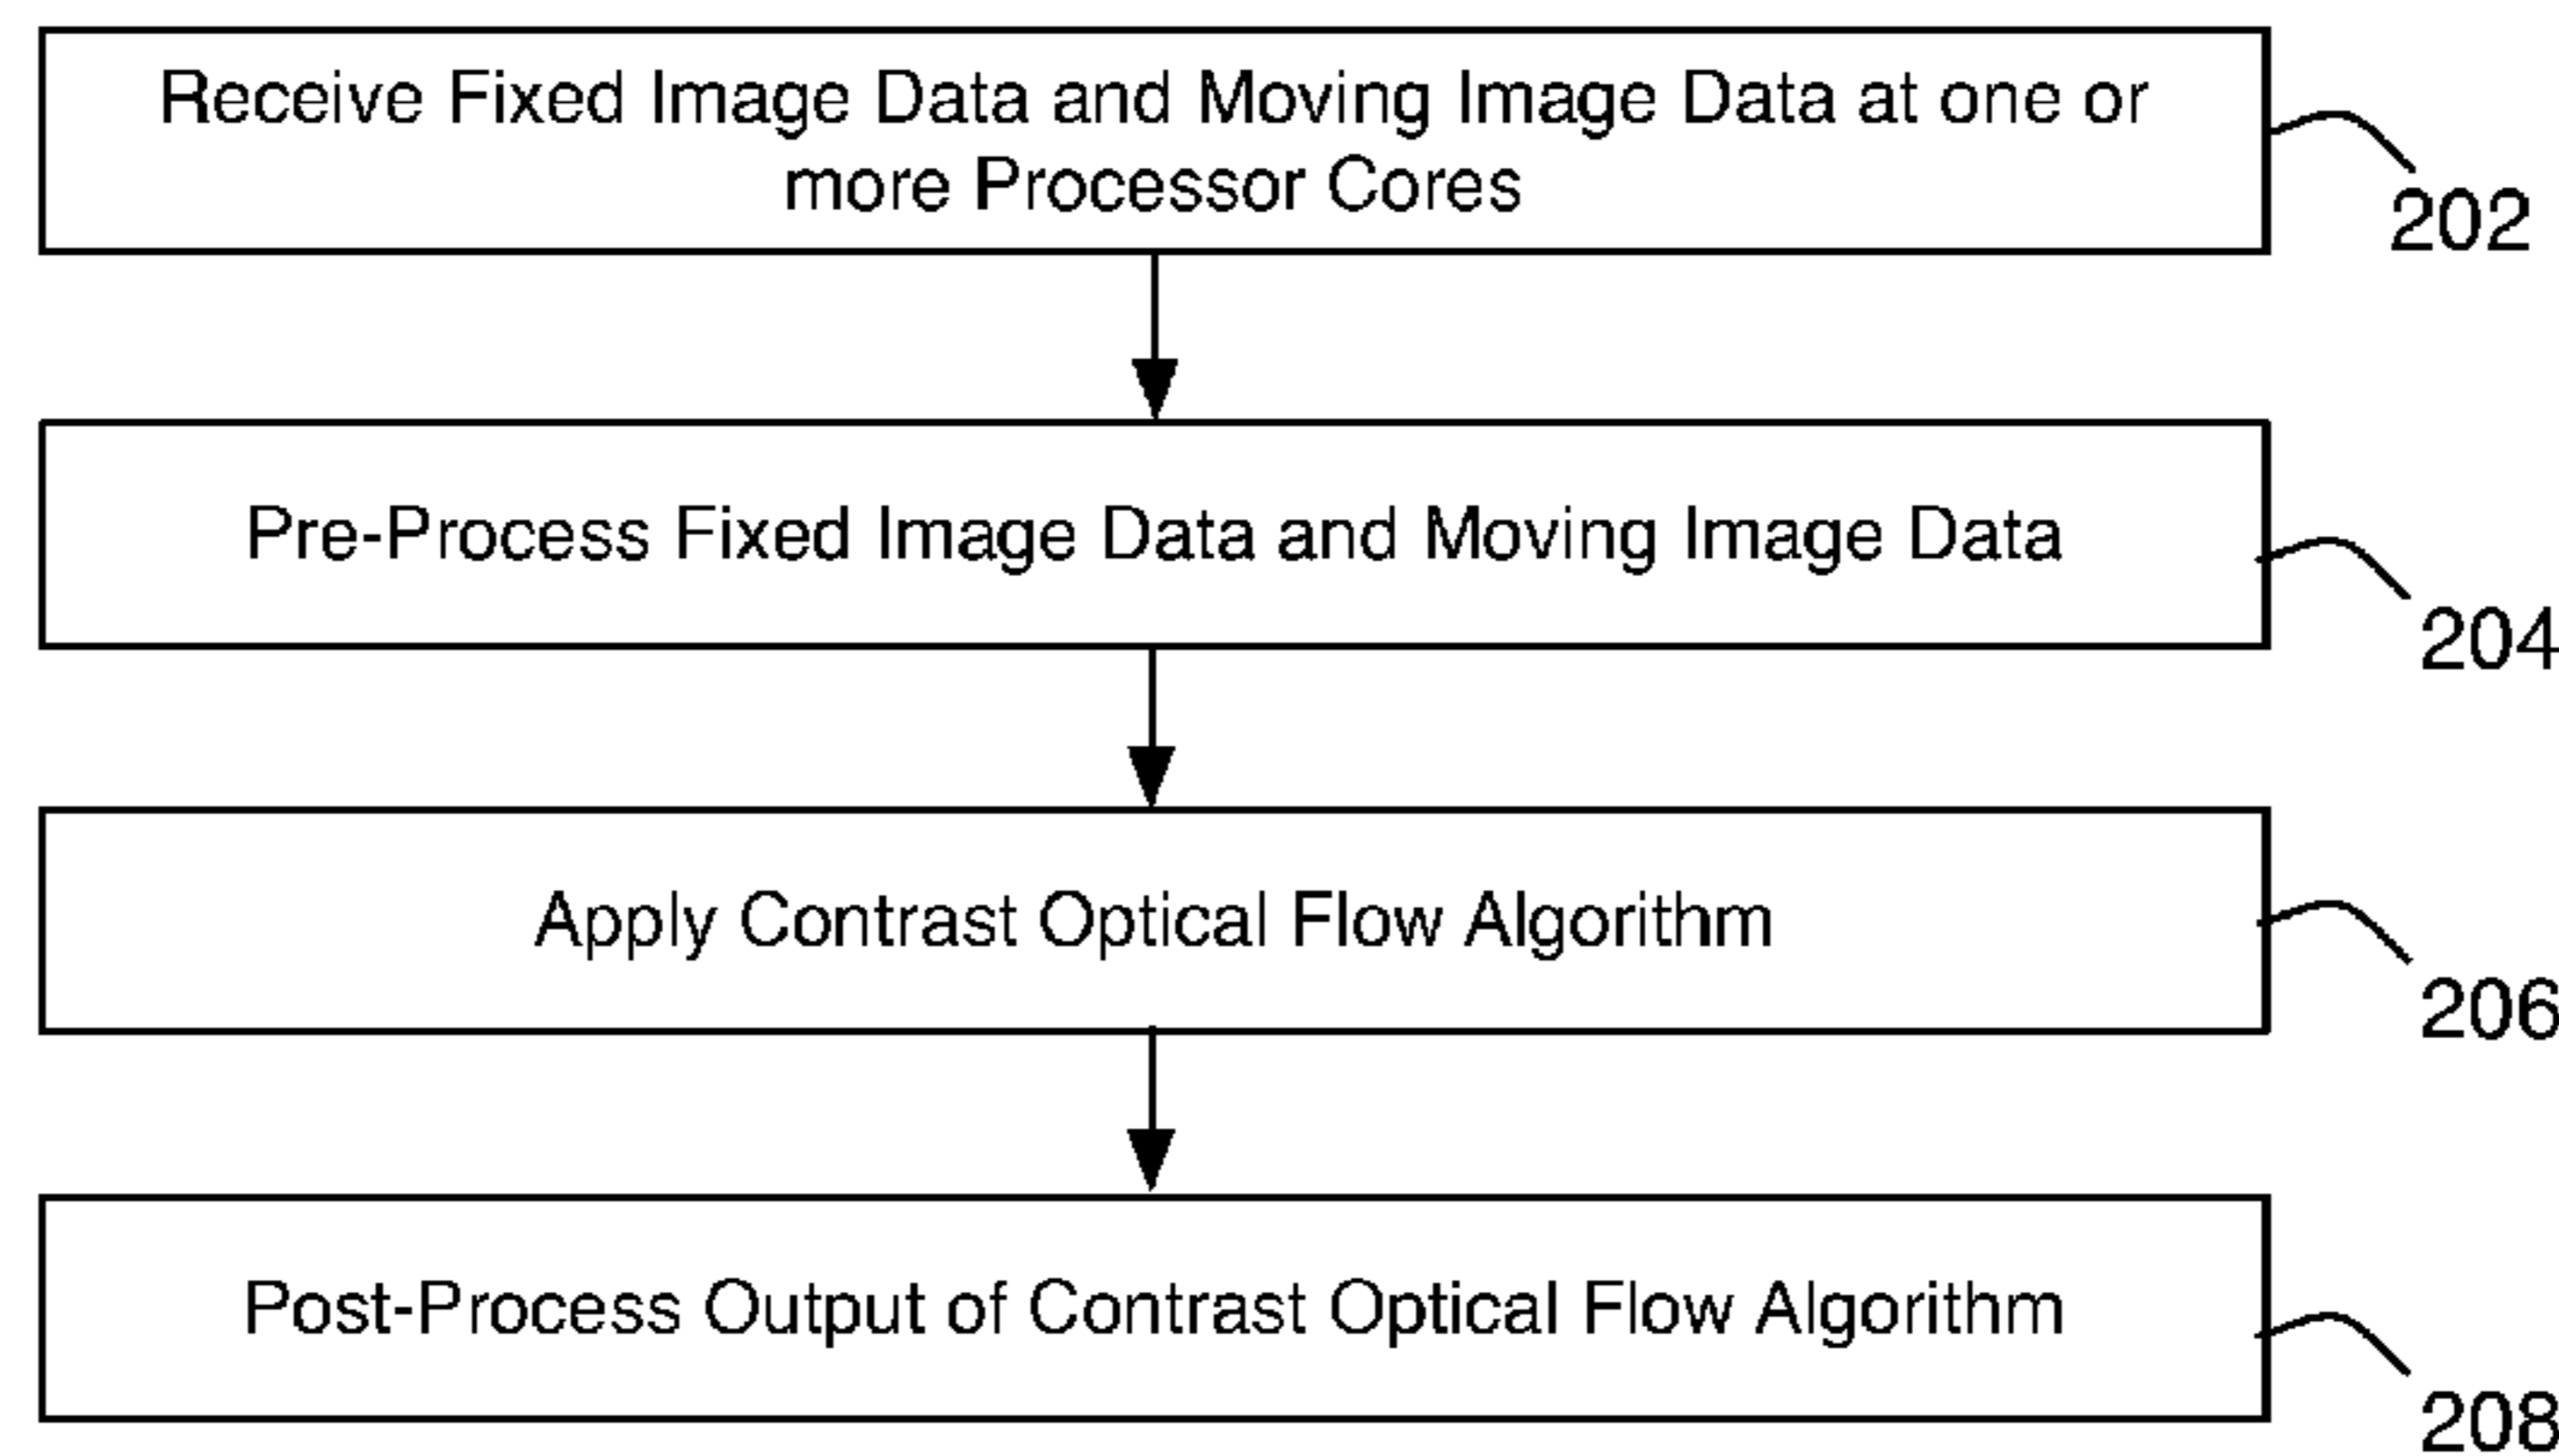 Receive Fixed Image Data and Moving Image Data at one or
more Processor Cores
202
Pre-Process Fixed Image Data and Moving Image Data
204
Apply Contrast Optical Flow Algorithm
206
Post-Process Output of Contrast Optical Flow Algorithm
208